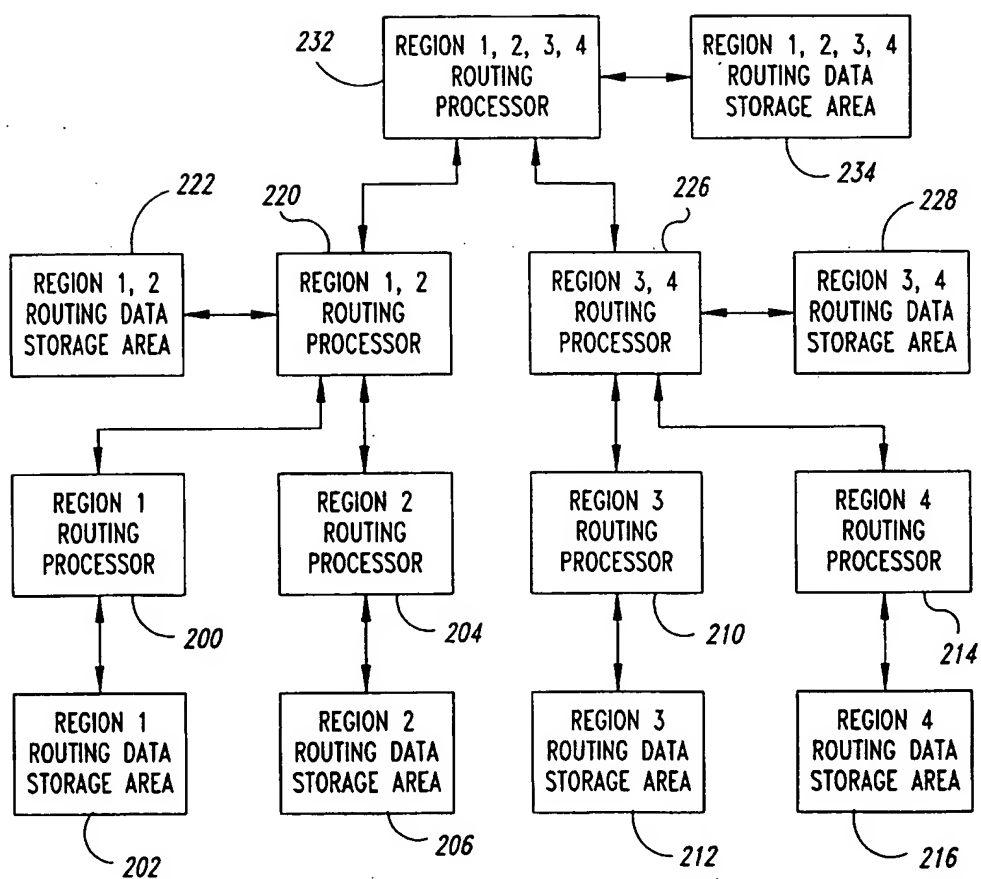 232
REGION 1, 2, 3, 4
ROUTING
PROCESSOR
REGION 1, 2, 3, 4
ROUTING DATA
STORAGE AREA
234
222
220
226
228
REGION 1, 2
ROUTING DATA
STORAGE AREA
REGION 1, 2
ROUTING
PROCESSOR
REGION 3, 4
ROUTING
PROCESSOR
REGION 3, 4
ROUTING DATA
STORAGE AREA
REGION 1
ROUTING
PROCESSOR
REGION 2
ROUTING
PROCESSOR
REGION 3
ROUTING
PROCESSOR
REGION 4
ROUTING
PROCESSOR
200
204
210
214
REGION 1
ROUTING DATA
STORAGE AREA
REGION 2
ROUTING DATA
STORAGE AREA
REGION 3
ROUTING DATA
STORAGE AREA
REGION 4
ROUTING DATA
STORAGE AREA
202
206
212
216